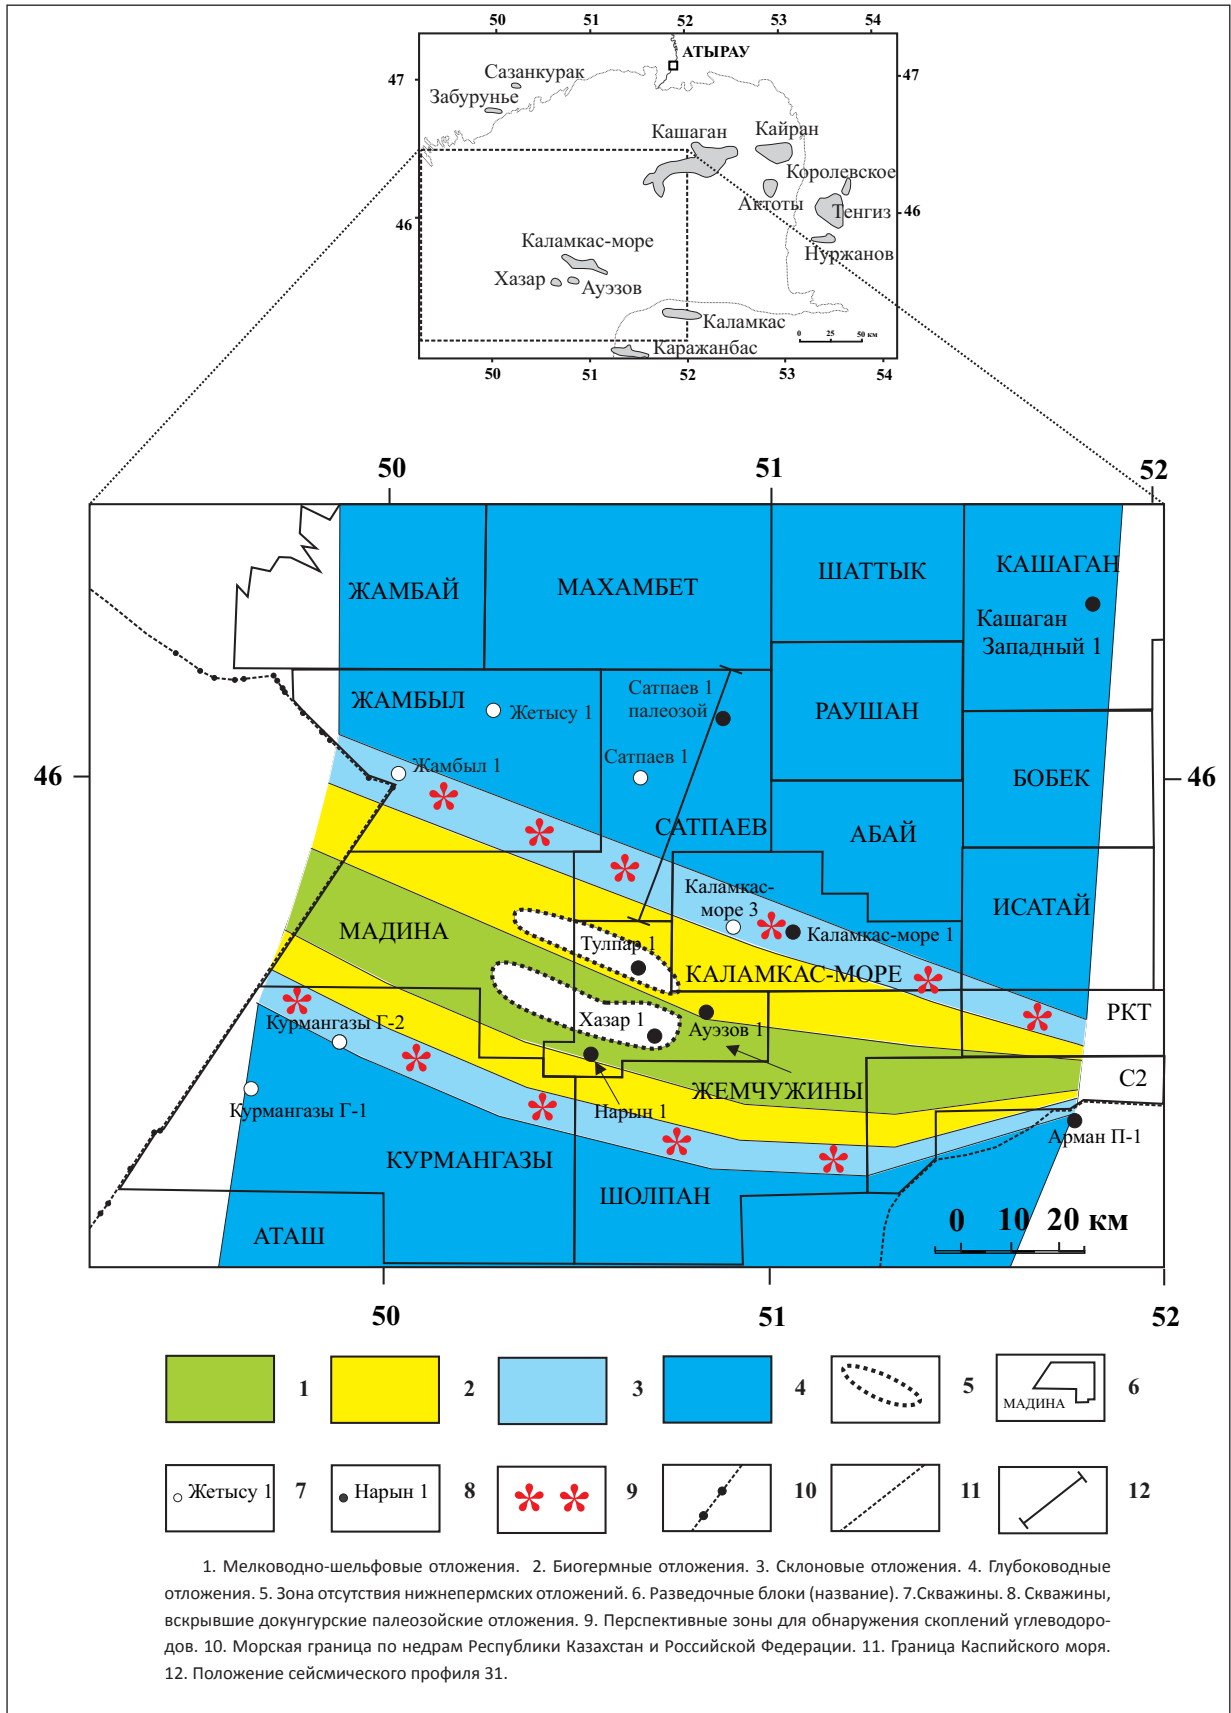 50 51 52 53 54
АТЫРАУ
47 47
Сазанкурак
Забурунье
Кашаган Кайран
Королевское
Актоты Тенгиз
46 46
Нуржанов
Каламкас-море
Хазар Ауэзов
Каламкас
0 25 50 км
Каражанбас
50 51 52 53 54
50 51 52
ЖАМБАЙ МАХАМБЕТ ШАТТЫК КАШАГАН
Кашаган
Западный 1
ЖАМБЫЛ Жетысу 1
Сатпаев 1
палеозой
РАУШАН
Жамбыл 1 Сатпаев 1
46 46
БОБЕК
САТПАЕВ АБАЙ
Каламкас-
море 3
ИСАТАЙ
МАДИНА
Каламкас-море 1
Тулпар 1
КАЛАМКАС-МОРЕ
РКТ
Хазар 1
Курмангазы Г-2
Ауэзов 1
С2
ЖЕМЧУЖИНЫ
Курмангазы Г-1
Нарын 1
Арман П-1
КУРМАНГАЗЫ
ШОЛПАН
АТАШ
0 10 20 км
50 51 52
1 2 3 4 5 6
МАДИНА
Жетысу 1 7 Нарын 1 8 9 10 11 12
1. Мелководно-шельфовые отложения. 2. Биогермные отложения. 3. Склоновые отложения. 4. Глубоководные
отложения. 5. Зона отсутствия нижнепермских отложений. 6. Разведочные блоки (название). 7.Скважины. 8. Скважины,
вскрывшие докунгурские палеозойские отложения. 9. Перспективные зоны для обнаружения скоплений углеводоро-
дов. 10. Морская граница по недрам Республики Казахстан и Российской Федерации. 11. Граница Каспийского моря.
12. Положение сейсмического профиля 31.